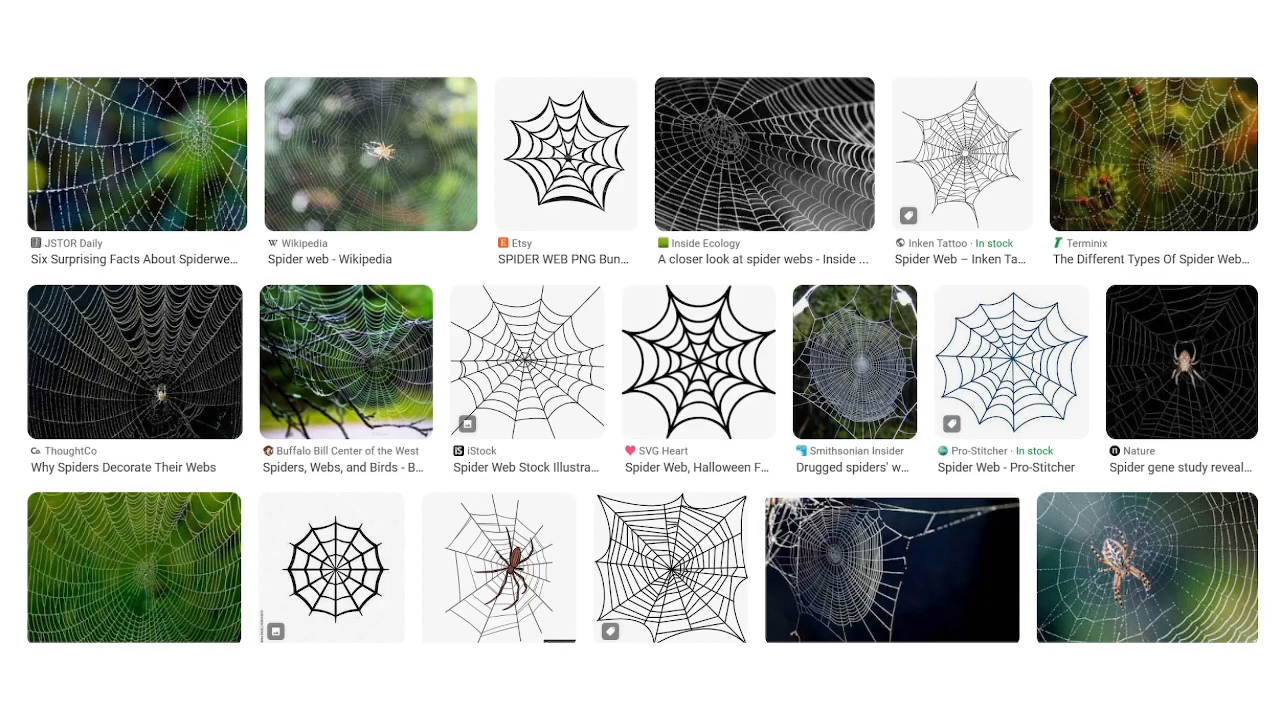 JSTOR Daily
Six Surprising Facts About Spiderwe...
Wikipedia
Spider web - Wikipedia
Etsy
SPIDER WEB PNG Bun...
Inside Ecology
A closer look at spider webs - Inside ...
Inken Tattoo · In stock
Spider Web – Inken Ta...
Terminix
The Different Types Of Spider Web...
ThoughtCo
Why Spiders Decorate Their Webs
Buffalo Bill Center of the West
Spiders, Webs, and Birds - B...
iStock
Spider Web Stock Illustra...
SVG Heart
Spider Web, Halloween F...
Smithsonian Insider
Drugged spiders' w...
Pro-Stitcher · In stock
Spider Web - Pro-Stitcher
Nature
Spider gene study reveal...